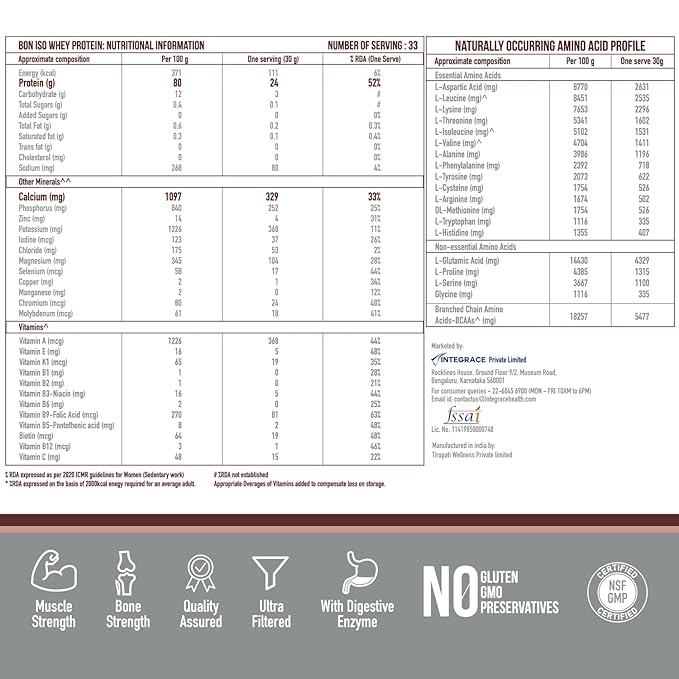 BON ISO WHEY PROTEIN: NUTRITIONAL INFORMATION NUMBER OF SERVING : 33
Approximate composition Per 100 g One serving (30 g) % RDA (One Serve)
Energy (kcal) 371 111 6%
Protein (g) 80 24 52%
Carbohydrate (g) 12 3 #
Total Sugars (g) 0.4 0.1 #
Added Sugars (g) 0 0 0%
Total Fat (g) 0.6 0.2 0.3%
Saturated fat (g) 0.3 0.1 0.4%
Trans fat (g) 0 0 0%
Cholesterol (mg) 0 0 0%
Sodium (mg) 268 80 4%
Other Minerals^^
Calcium (mg) 1097 329 33%
Phosphorus (mg) 840 252 25%
Zinc (mg) 14 4 31%
Potassium (mg) 1226 368 11%
Iodine (mcg) 123 37 26%
Chloride (mg) 175 53 2%
Magnesium (mg) 345 104 28%
Selenium (mcg) 58 17 44%
Copper (mg) 2 1 34%
Manganese (mg) 2 0 12%
Chromium (mcg) 80 24 48%
Molybdenum (mcg) 61 18 41%
Vitamins^
Vitamin A (mcg) 1226 368 44%
Vitamin E (mg) 16 5 48%
Vitamin K1 (mcg) 65 19 35%
Vitamin B1 (mg) 1 0 28%
Vitamin B2 (mg) 1 0 21%
Vitamin B3-Niacin (mg) 16 5 44%
Vitamin B6 (mg) 2 0 25%
Vitamin B9-Folic Acid (mcg) 270 81 63%
Vitamin B5-Pantothenic acid (mg) 8 2 48%
Biotin (mcg) 64 19 48%
Vitamin B12 (mcg) 3 1 46%
Vitamin C (mg) 48 15 22%
% RDA expressed as per 2020 ICMR guidelines for Women (Sedentary work) # %RDA not established
* %RDA expressed on the basis of 2000kcal enegy required for an average adult. Appropriate Overages of Vitamins added to compensate loss on storage.
NATURALLY OCCURRING AMINO ACID PROFILE
Approximate composition Per 100 g One serve 30g
Essential Amino Acids
L-Aspartic Acid (mg) 8770 2631
L-Leucine (mg)^ 8451 2535
L-Lysine (mg) 7653 2296
L-Threonine (mg) 5341 1602
L-Isoleucine (mg)^ 5102 1531
L-Valine (mg)^ 4704 1411
L-Alanine (mg) 3986 1196
L-Phenylalanine (mg) 2392 718
L-Tyrosine (mg) 2073 622
L-Cysteine (mg) 1754 526
L-Arginine (mg) 1674 502
DL-Methionine (mg) 1754 526
L-Tryptophan (mg) 1116 335
L-Histidine (mg) 1355 407
Non-essential Amino Acids
L-Glutamic Acid (mg) 14430 4329
L-Proline (mg) 4385 1315
L-Serine (mg) 3667 1100
Glycine (mg) 1116 335
Branched Chain Amino
Acids-BCAAs^ (mg) 18257 5477
Marketed by:
INTEGRACE Private Limited
Rocklines House, Ground Floor 9/2, Museum Road,
Bengaluru, Karnataka 560001
For consumer queries – 22-6845 6900 (MON – FRI 10AM to 6PM)
Email id: contactus@integracehealth.com
fssai
Lic. No. 11419850000748
Manufactured in india by:
Tirupati Wellness Private limited
Muscle
Strength
Bone
Strength
Quality
Assured
Ultra
Filtered
With Digestive
Enzyme
NO GLUTEN
GMO
PRESERVATIVES
CERTIFIED
NSF
GMP
CERTIFIED